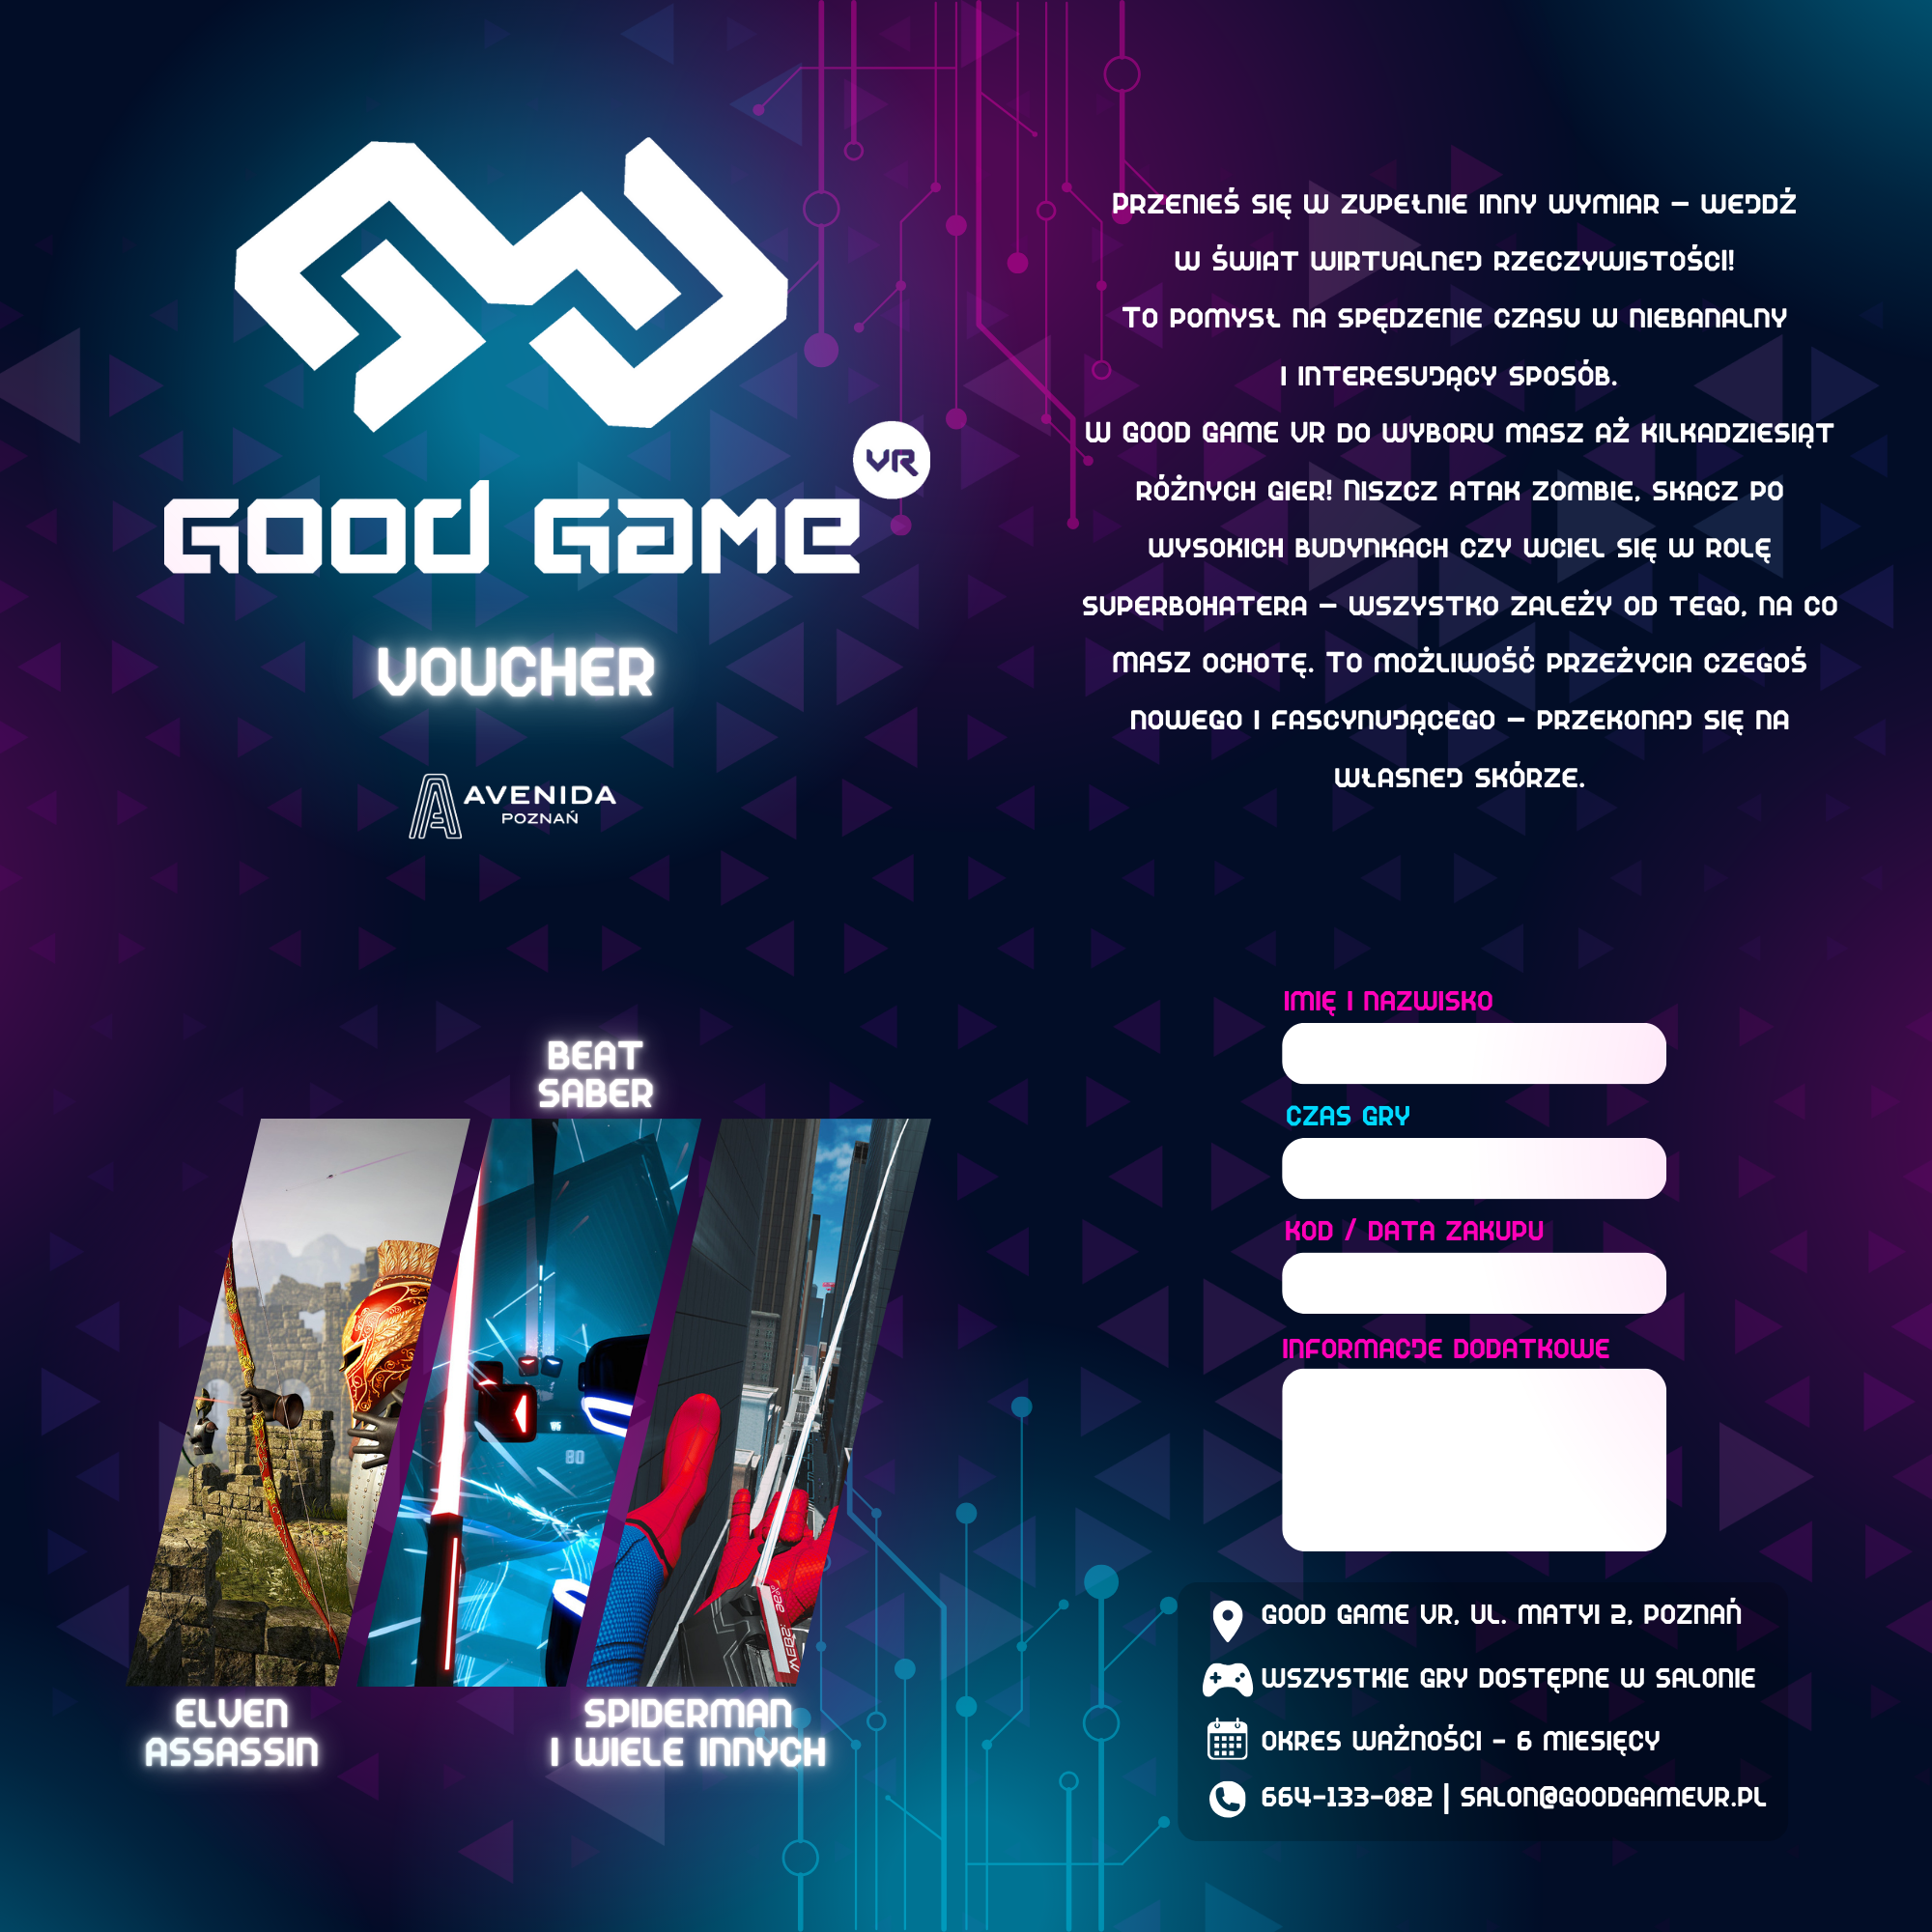 GOOD GAME VR
VOUCHER
AVENIDA
POZNAŃ
PRZENIEŚ SIĘ W ZUPEŁNIE INNY WYMIAR – WEJDŹ
W ŚWIAT WIRTUALNEJ RZECZYWISTOŚCI!
TO POMYSŁ NA SPĘDZENIE CZASU W NIEBANALNY
I INTERESUJĄCY SPOSÓB.
W GOOD GAME VR DO WYBORU MASZ AŻ KILKADZIESIĄT
RÓŻNYCH GIER! NISZCZ ATAK ZOMBIE, SKACZ PO
WYSOKICH BUDYNKACH CZY WCIEL SIĘ W ROLĘ
SUPERBOHATERA – WSZYSTKO ZALEŻY OD TEGO, NA CO
MASZ OCHOTĘ. TO MOŻLIWOŚĆ PRZEŻYCIA CZEGOŚ
NOWEGO I FASCYNUJĄCEGO – PRZEKONAJ SIĘ NA
WŁASNEJ SKÓRZE.
BEAT
SABER
80
ELVEN
ASSASSIN
SPIDERMAN
I WIELE INNYCH
IMIĘ I NAZWISKO
CZAS GRY
KOD / DATA ZAKUPU
INFORMACJE DODATKOWE
GOOD GAME VR, UL. MATYI 2, POZNAŃ
WSZYSTKIE GRY DOSTĘPNE W SALONIE
OKRES WAŻNOŚCI - 6 MIESIĘCY
664-133-082 | SALON@GOODGAMEVR.PL